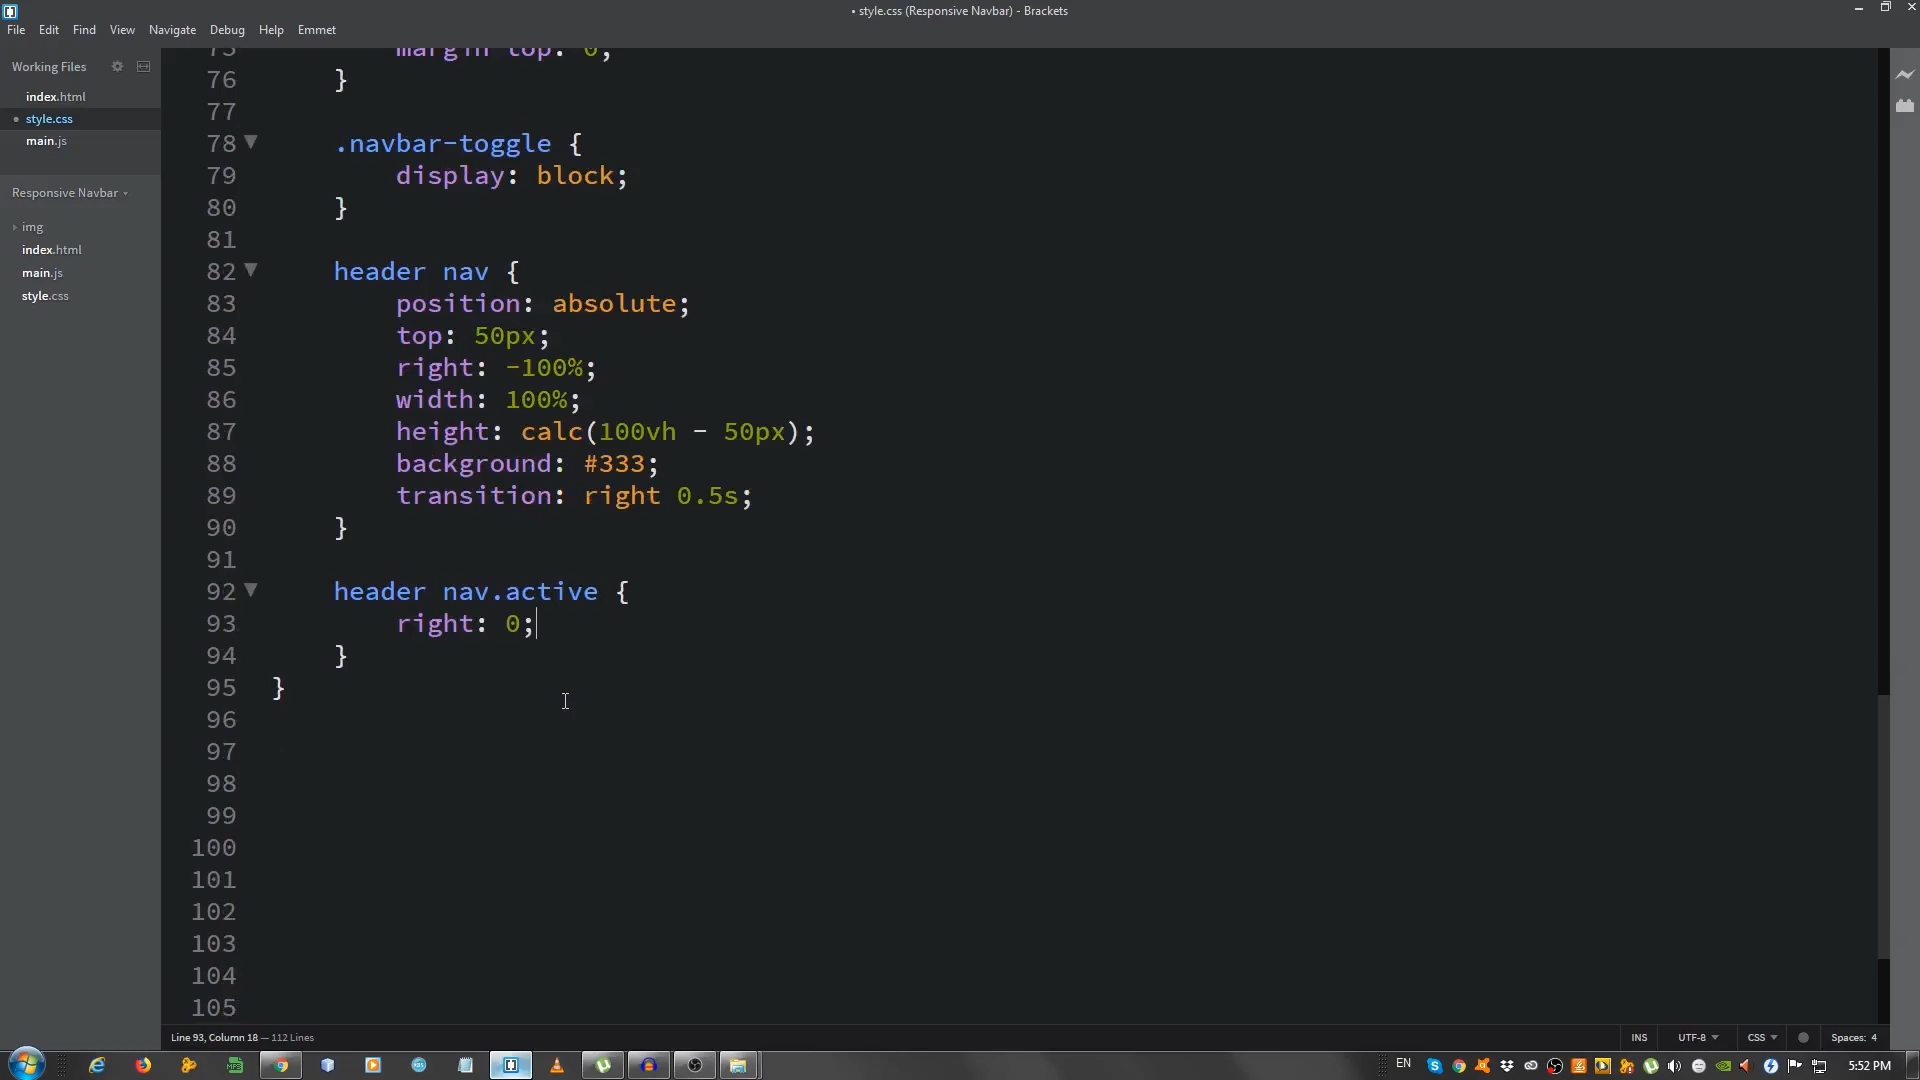 • style.css (Responsive Navbar) - Brackets
File Edit Find View Navigate Debug Help Emmet
Working Files
index.html
• style.css
main.js
Responsive Navbar
img
index.html
main.js
style.css
76 }
77
78 .navbar-toggle {
79 display: block;
80 }
81
82 header nav {
83 position: absolute;
84 top: 50px;
85 right: -100%;
86 width: 100%;
87 height: calc(100vh - 50px);
88 background: #333;
89 transition: right 0.5s;
90 }
91
92 header nav.active {
93 right: 0;
94 }
95 }
96
97
98
99
100
101
102
103
104
105
Line 93, Column 18 — 112 Lines
INS UTF-8 CSS Spaces: 4
EN 5:52 PM